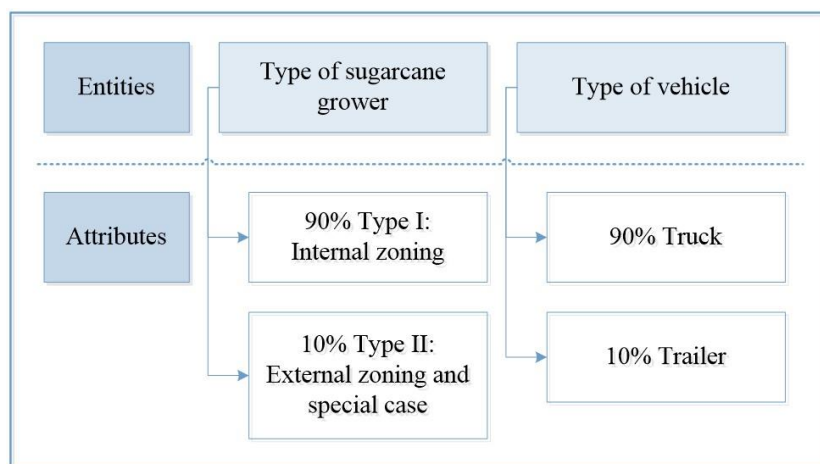 Entities
Type of sugarcane
grower
Type of vehicle
Attributes
90% Type I:
Internal zoning
90% Truck
10% Type II:
External zoning and
special case
10% Trailer